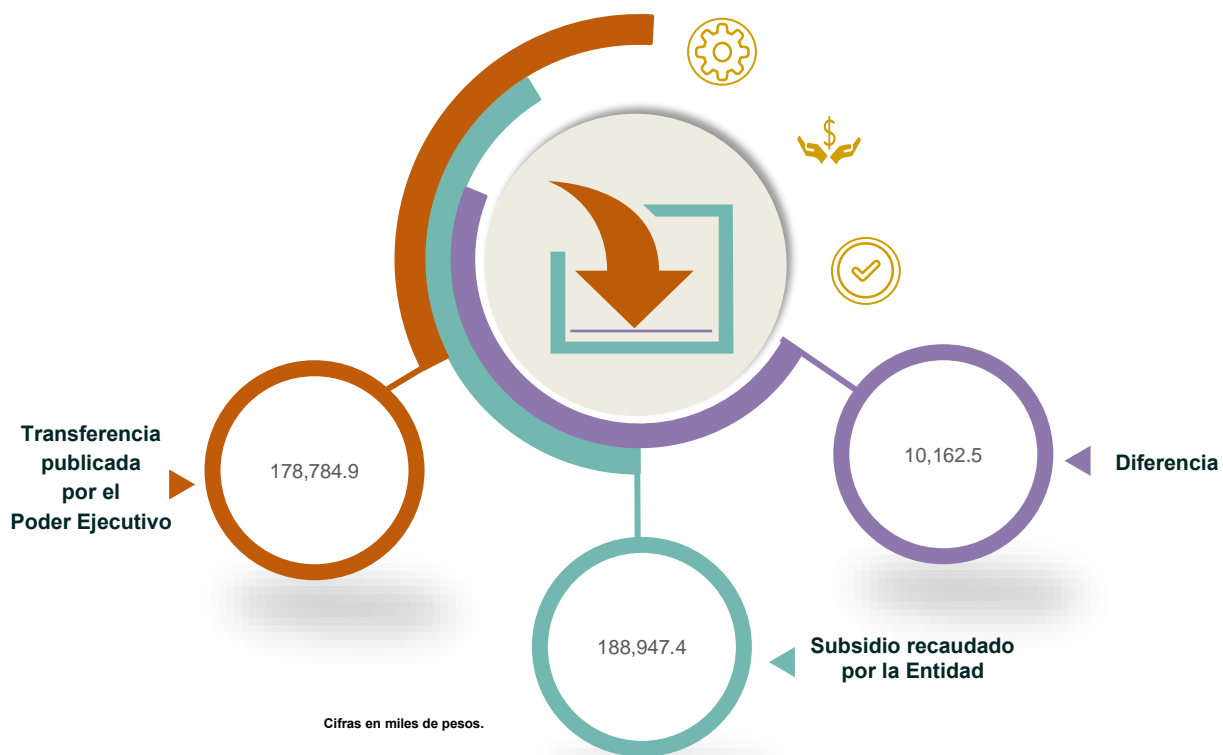 Transferencia
publicada
por el
Poder Ejecutivo
178,784.9
10,162.5
Diferencia
188,947.4
Subsidio recaudado
por la Entidad
Cifras en miles de pesos.
$